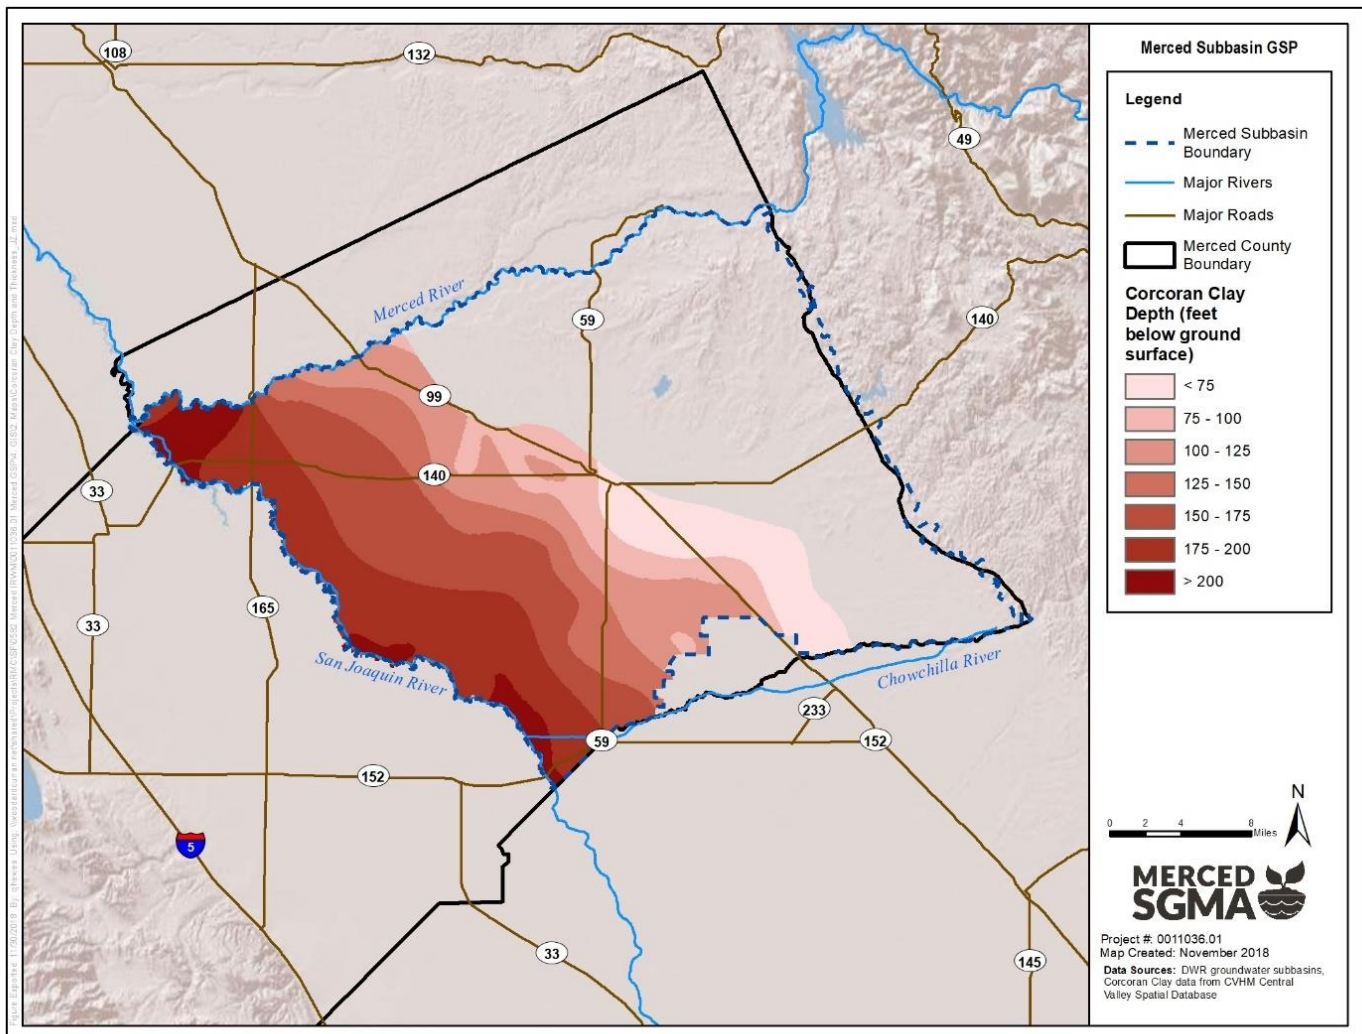 Merced Subbasin GSP
Legend
Merced Subbasin
Boundary
Major Rivers
Major Roads
Merced County
Boundary
Corcoran Clay
Depth (feet
below ground
surface)
< 75
75 - 100
100 - 125
125 - 150
150 - 175
175 - 200
> 200
108
132
49
Merced River
59
140
99
140
33
165
33
San Joaquin River
Chowchilla River
233
59
152
152
5
33
145
N
0 2 4 8
Miles
MERCED
SGMA
Project #: 0011036.01
Map Created: November 2018
Data Sources: DWR groundwater subbasins,
Corcoran Clay data from CVHM Central
Valley Spatial Database